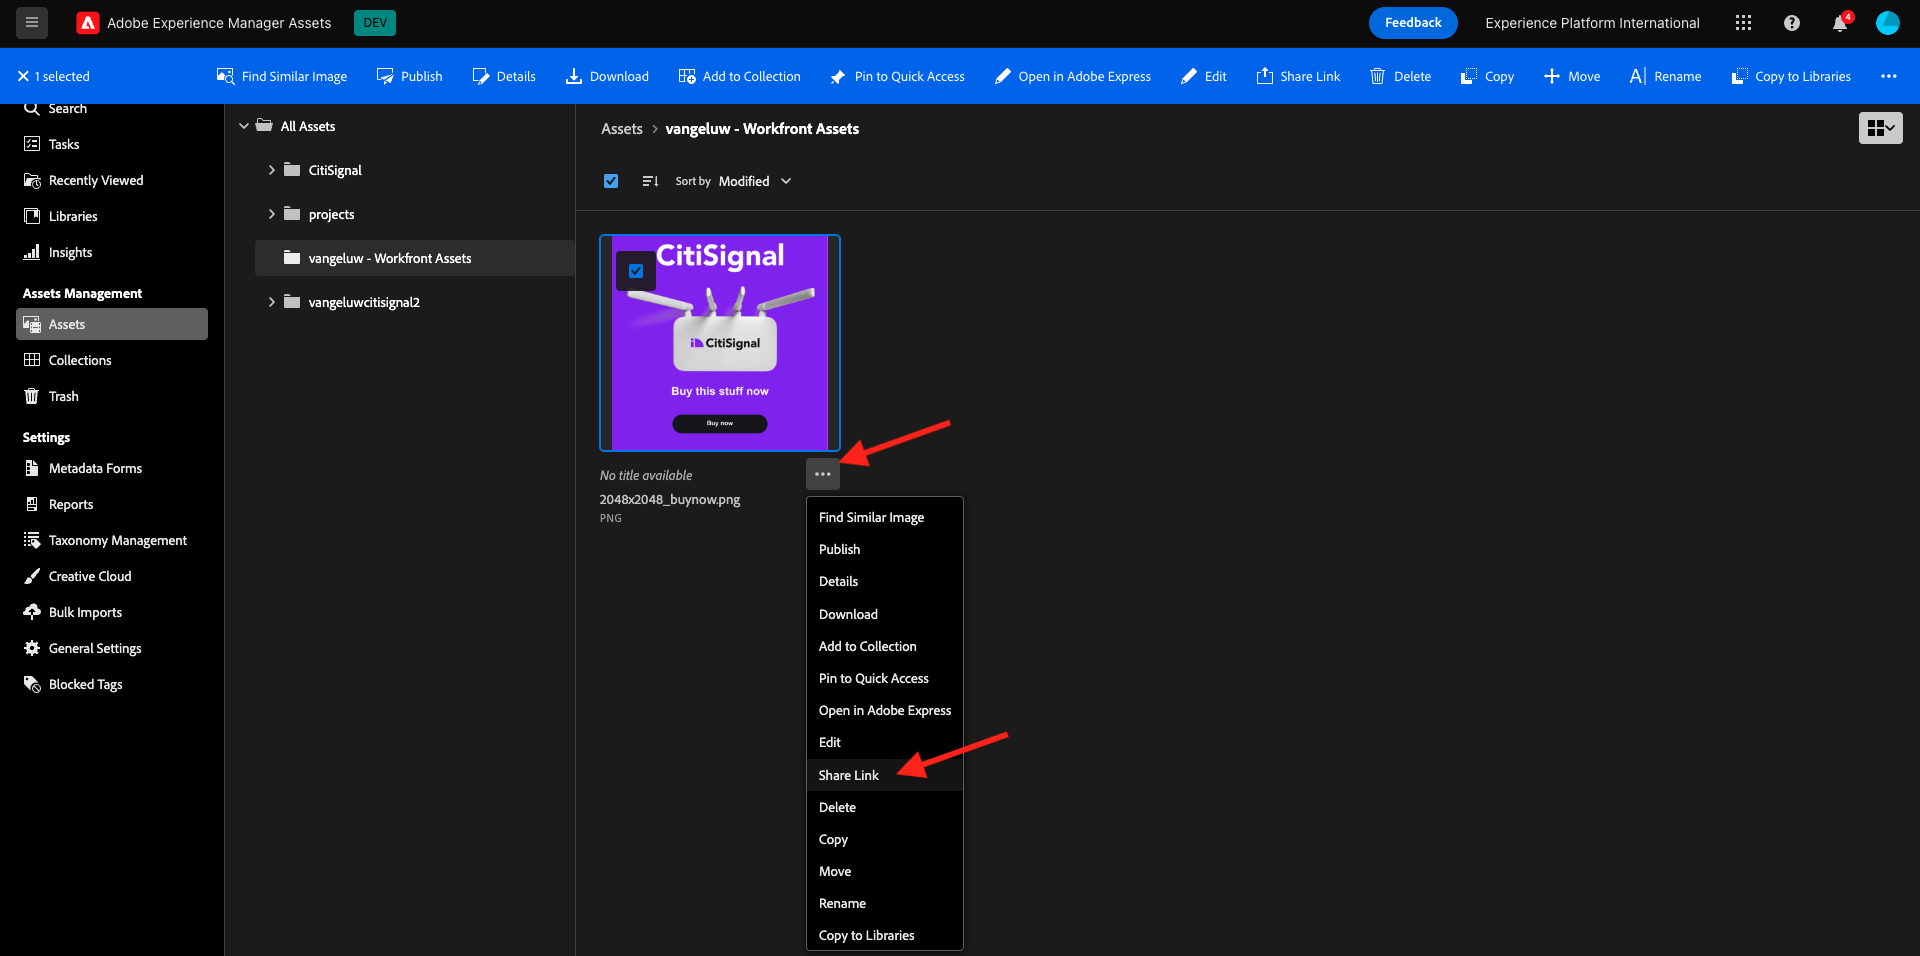 Adobe Experience Manager Assets DEV Feedback Experience Platform International 4
1 selected Find Similar Image Publish Details Download Add to Collection Pin to Quick Access Open in Adobe Express Edit Share Link Delete Copy Move Rename Copy to Libraries
Search
Tasks
Recently Viewed
Libraries
Insights
Assets Management
Assets
Collections
Trash
Settings
Metadata Forms
Reports
Taxonomy Management
Creative Cloud
Bulk Imports
General Settings
Blocked Tags
All Assets
CitiSignal
projects
vangeluw - Workfront Assets
vangeluwcitisignal2
Assets > vangeluw - Workfront Assets
Sort by Modified
CitiSignal
CitiSignal
Buy this stuff now
Buy now
No title available
2048x2048_buynow.png
PNG
Find Similar Image
Publish
Details
Download
Add to Collection
Pin to Quick Access
Open in Adobe Express
Edit
Share Link
Delete
Copy
Move
Rename
Copy to Libraries